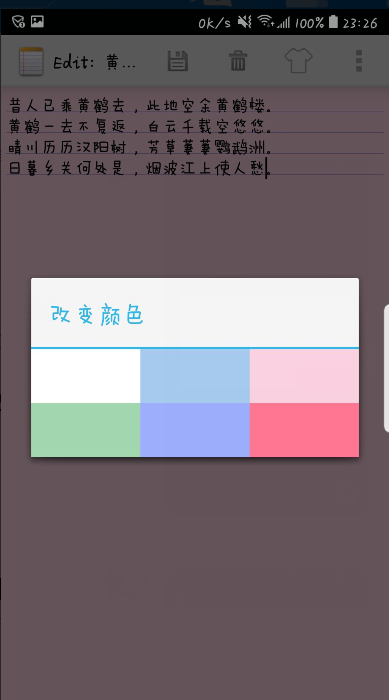 0K/s 100% 23:26
Edit: 黄...
昔人已乘黄鹤去，此地空余黄鹤楼。
黄鹤一去不复返，白云千载空悠悠。
晴川历历汉阳树，芳草萋萋鹦鹉洲。
日暮乡关何处是，烟波江上使人愁。
改变颜色